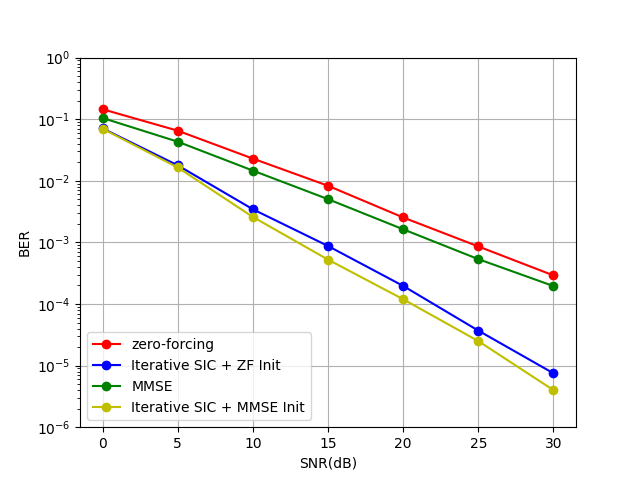 10^0
10^-1
10^-2
10^-3
10^-4
10^-5
10^-6
BER
zero-forcing
Iterative SIC + ZF Init
MMSE
Iterative SIC + MMSE Init
0 5 10 15 20 25 30
SNR(dB)